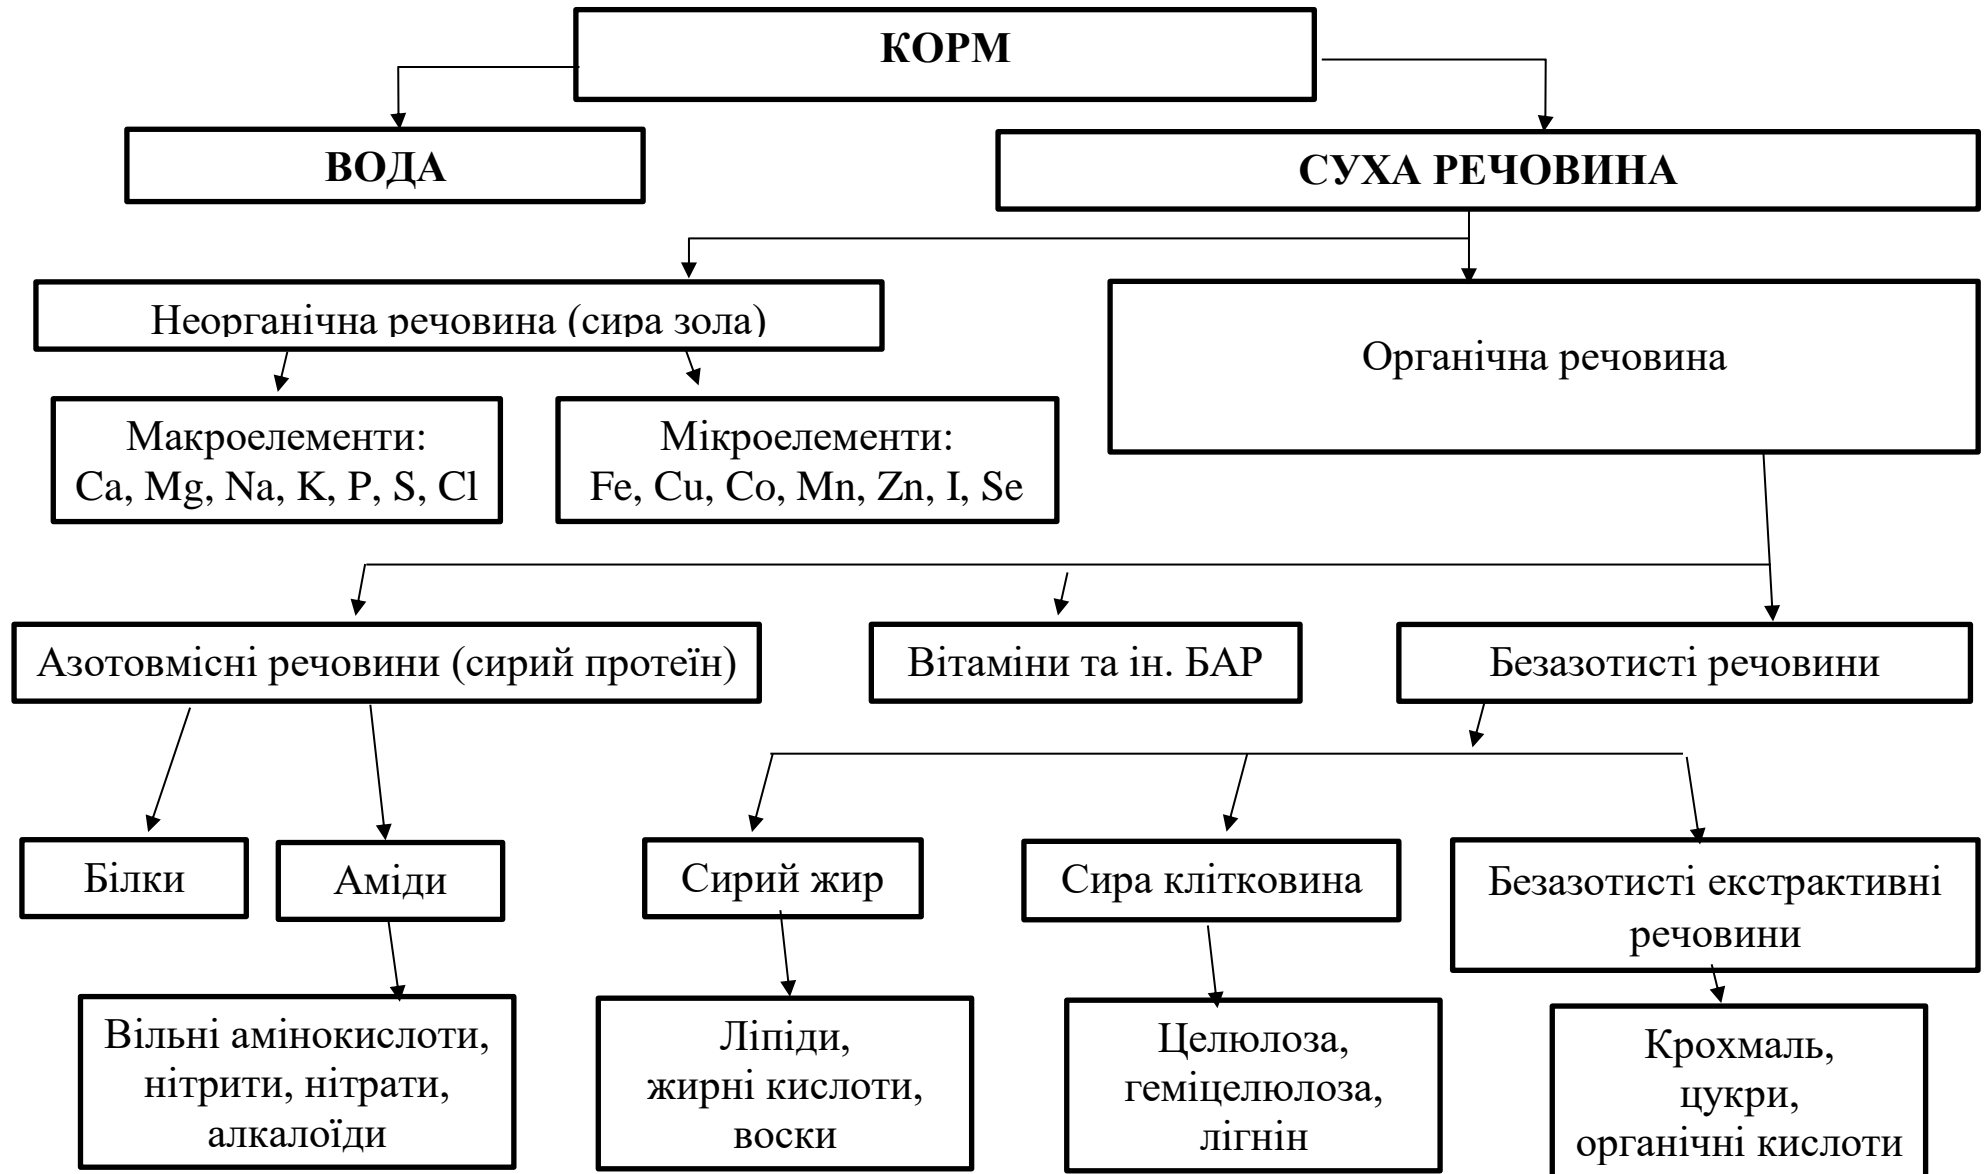 КОРМ
ВОДА
СУХА РЕЧОВИНА
Неорганічна речовина (сира зола)
Органічна речовина
Макроелементи:
Ca, Mg, Na, K, P, S, Cl
Мікроелементи:
Fe, Cu, Co, Mn, Zn, I, Se
Азотовмісні речовини (сирий протеїн)
Вітаміни та ін. БАР
Безазотисті речовини
Білки
Аміди
Сирий жир
Сира клітковина
Безазотисті екстрактивні
речовини
Вільні амінокислоти,
нітрити, нітрати,
алкалоїди
Ліпіди,
жирні кислоти,
воски
Целюлоза,
геміцелюлоза,
лігнін
Крохмаль,
цукри,
органічні кислоти